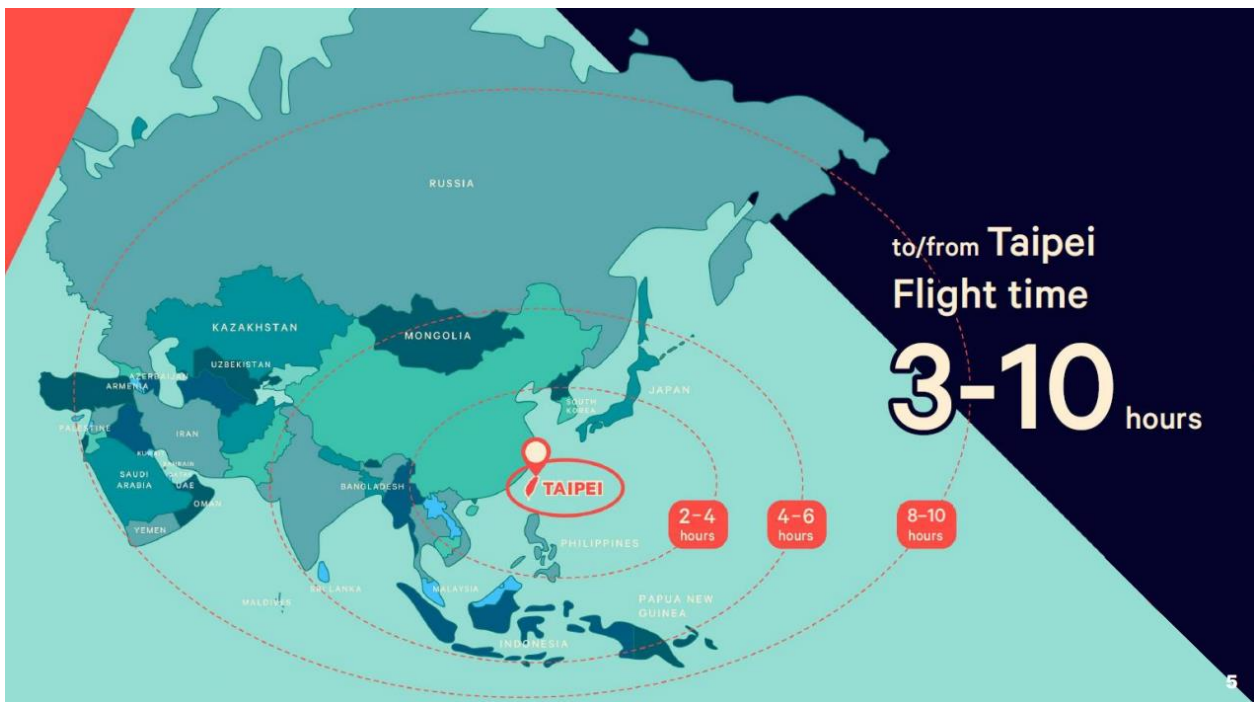 RUSSIA
to/from Taipei
Flight time
3-10 hours
KAZAKHSTAN
MONGOLIA
UZBEKISTAN
AZERBAIJAN
ARMENIA
JAPAN
SOUTH
KOREA
PALESTINE
IRAN
KUWAIT
BAHRAIN
QATAR
SAUDI
ARABIA
UAE
OMAN
YEMEN
BANGLADESH
TAIPEI
2-4
hours
4-6
hours
8-10
hours
PHILIPPINES
SRI LANKA
MALDIVES
MALAYSIA
PAPUA NEW
GUINEA
INDONESIA
5